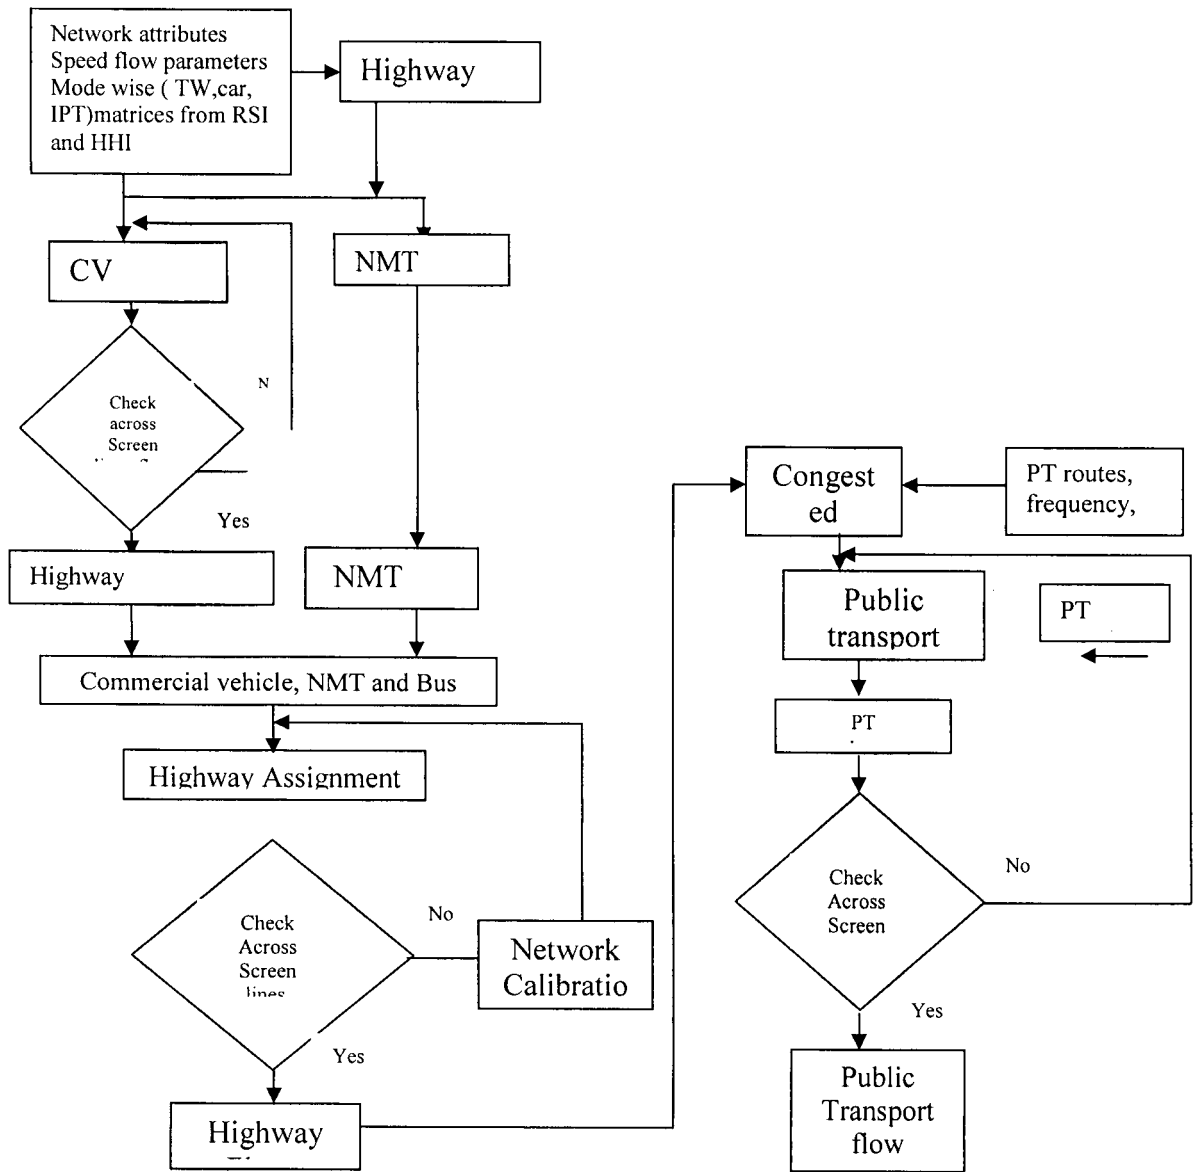 Network attributes
Speed flow parameters
Mode wise ( TW,car,
IPT)matrices from RSI
and HHI
Highway
CV
NMT
N
Check
across
Screen
Yes
Highway
NMT
Commercial vehicle, NMT and Bus
Highway Assignment
Check
Across
Screen
lines
No
Network
Calibratio
Yes
Highway
Congest
ed
PT routes,
frequency,
Public
transport
PT
PT
Check
Across
Screen
No
Yes
Public
Transport
flow